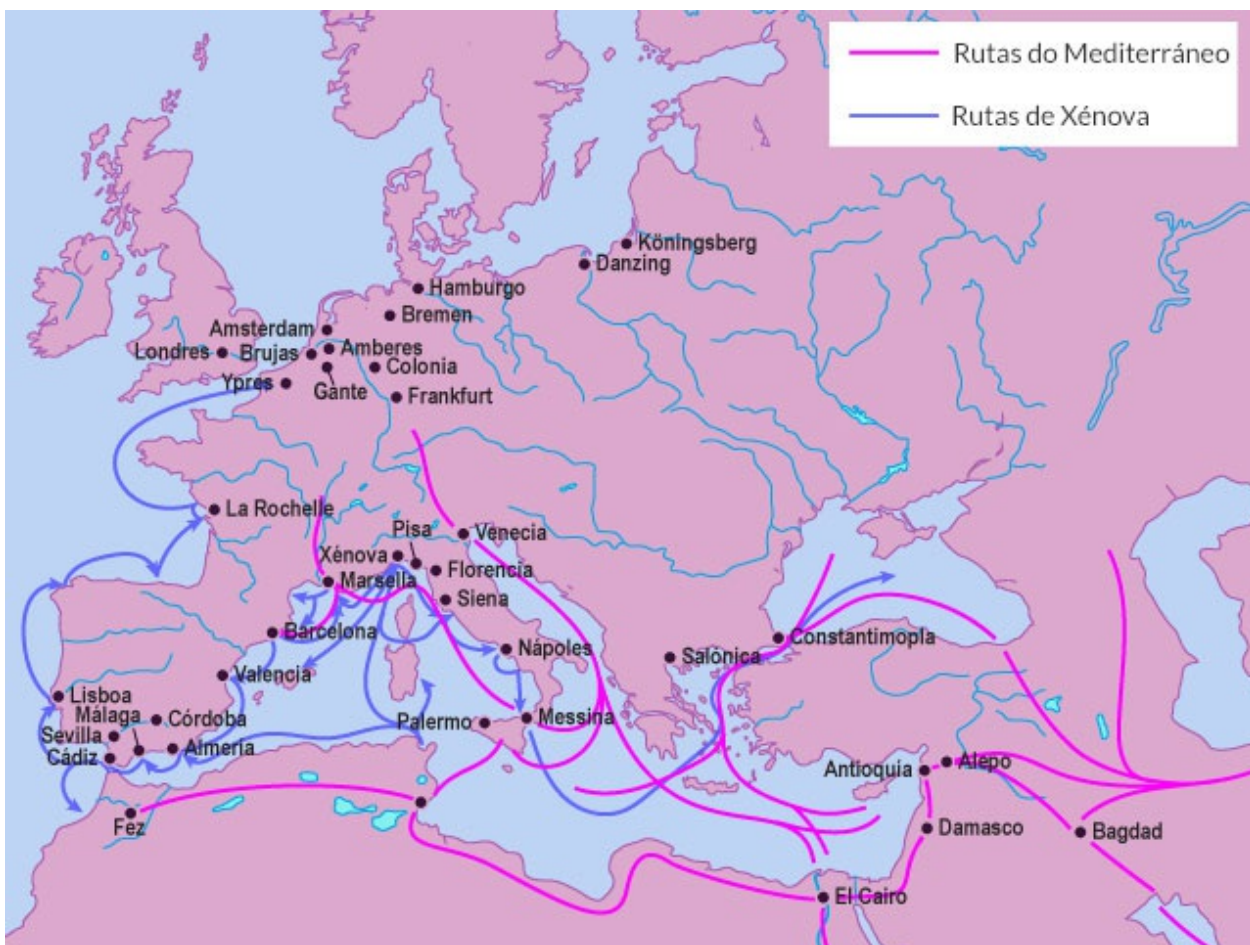 Rutas do Mediterráneo
Rutas de Xénova
Köningsberg
Danzing
Hamburgo
Bremen
Amsterdam
Londres
Brujas
Amberes
Colonia
Ypres
Gante
Frankfurt
La Rochelle
Pisa
Venecia
Xénova
Florencia
Marsella
Siena
Barcelona
Constantimopla
Nápoles
Salónica
Valencia
Lisboa
Málaga
Córdoba
Palermo
Messina
Sevilla
Almería
Cádiz
Antioquia
Alepo
Fez
Damasco
Bagdad
El Cairo